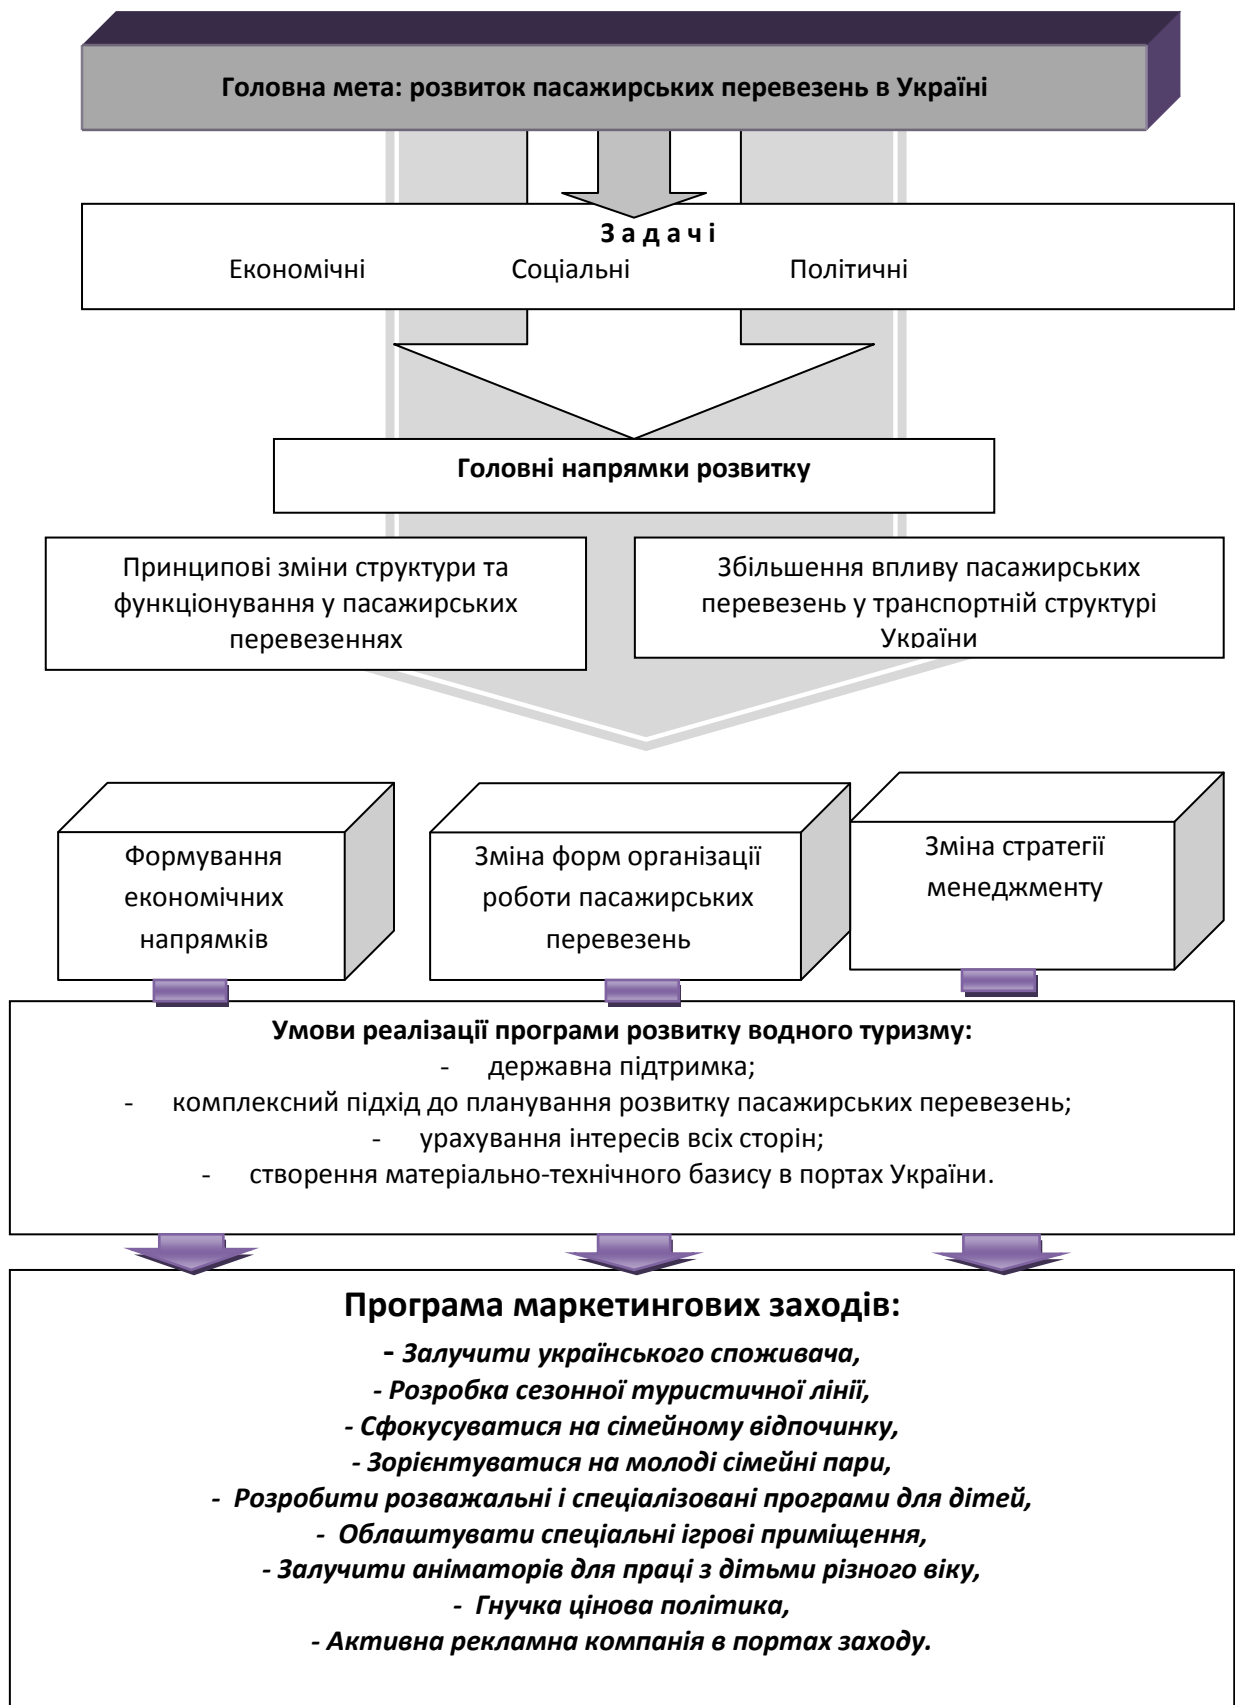 Головна мета: розвиток пасажирських перевезень в Україні
З а д а ч і
Економічні Соціальні Політичні
Головні напрямки розвитку
Принципові зміни структури та
функціонування у пасажирських
перевезеннях
Збільшення впливу пасажирських
перевезень у транспортній структурі
України
Формування
економічних
напрямків
Зміна форм організації
роботи пасажирських
перевезень
Зміна стратегії
менеджменту
Умови реалізації програми розвитку водного туризму:
- державна підтримка;
- комплексний підхід до планування розвитку пасажирських перевезень;
- урахування інтересів всіх сторін;
- створення матеріально-технічного базису в портах України.
Програма маркетингових заходів:
- Залучити українського споживача,
- Розробка сезонної туристичної лінії,
- Сфокусуватися на сімейному відпочинку,
- Зорієнтуватися на молоді сімейні пари,
- Розробити розважальні і спеціалізовані програми для дітей,
- Облаштувати спеціальні ігрові приміщення,
- Залучити аніматорів для праці з дітьми різного віку,
- Гнучка цінова політика,
- Активна рекламна компанія в портах заходу.